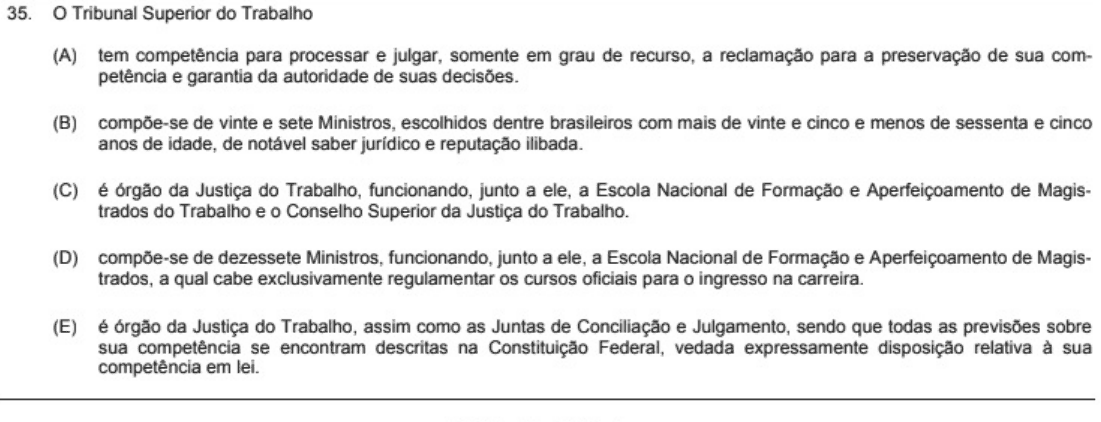 35. O Tribunal Superior do Trabalho
(A) tem competência para processar e julgar, somente em grau de recurso, a reclamação para a preservação de sua com-
petência e garantia da autoridade de suas decisões.
(B) compõe-se de vinte e sete Ministros, escolhidos dentre brasileiros com mais de vinte e cinco e menos de sessenta e cinco
anos de idade, de notável saber jurídico e reputação ilibada.
(C) é órgão da Justiça do Trabalho, funcionando, junto a ele, a Escola Nacional de Formação e Aperfeiçoamento de Magis-
trados do Trabalho e o Conselho Superior da Justiça do Trabalho.
(D) compõe-se de dezessete Ministros, funcionando, junto a ele, a Escola Nacional de Formação e Aperfeiçoamento de Magis-
trados, a qual cabe exclusivamente regulamentar os cursos oficiais para o ingresso na carreira.
(E) é órgão da Justiça do Trabalho, assim como as Juntas de Conciliação e Julgamento, sendo que todas as previsões sobre
sua competência se encontram descritas na Constituição Federal, vedada expressamente disposição relativa à sua
competência em lei.